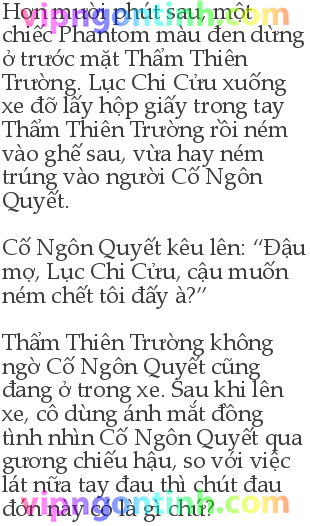 Hơn mười phút sau, một
chiếc Phantom màu đen dừng
ở trước mặt Thẩm Thiên
Trường. Lục Chi Cửu xuống
xe đỡ lấy hộp giấy trong tay
Thẩm Thiên Trường rồi ném
vào ghế sau, vừa hay ném
trúng vào người Cố Ngôn
Quyết.
Cố Ngôn Quyết kêu lên: “Đậu
mợ, Lục Chi Cửu, cậu muốn
ném chết tôi đấy à?”
Thẩm Thiên Trường không
ngờ Cố Ngôn Quyết cũng
đang ở trong xe. Sau khi lên
xe, cô dùng ánh mắt đồng
tình nhìn Cố Ngôn Quyết qua
gương chiếu hậu, so với việc
lát nữa tay đau thì chút đau
đớn này có là gì chứ?
vipngontinh.com
vipngontinh.com